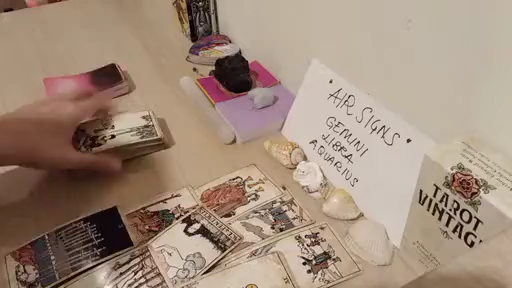 "AIR SIGNS"
GEMINI
LIBRA
AQUARIUS
TAROT
VINTAGE